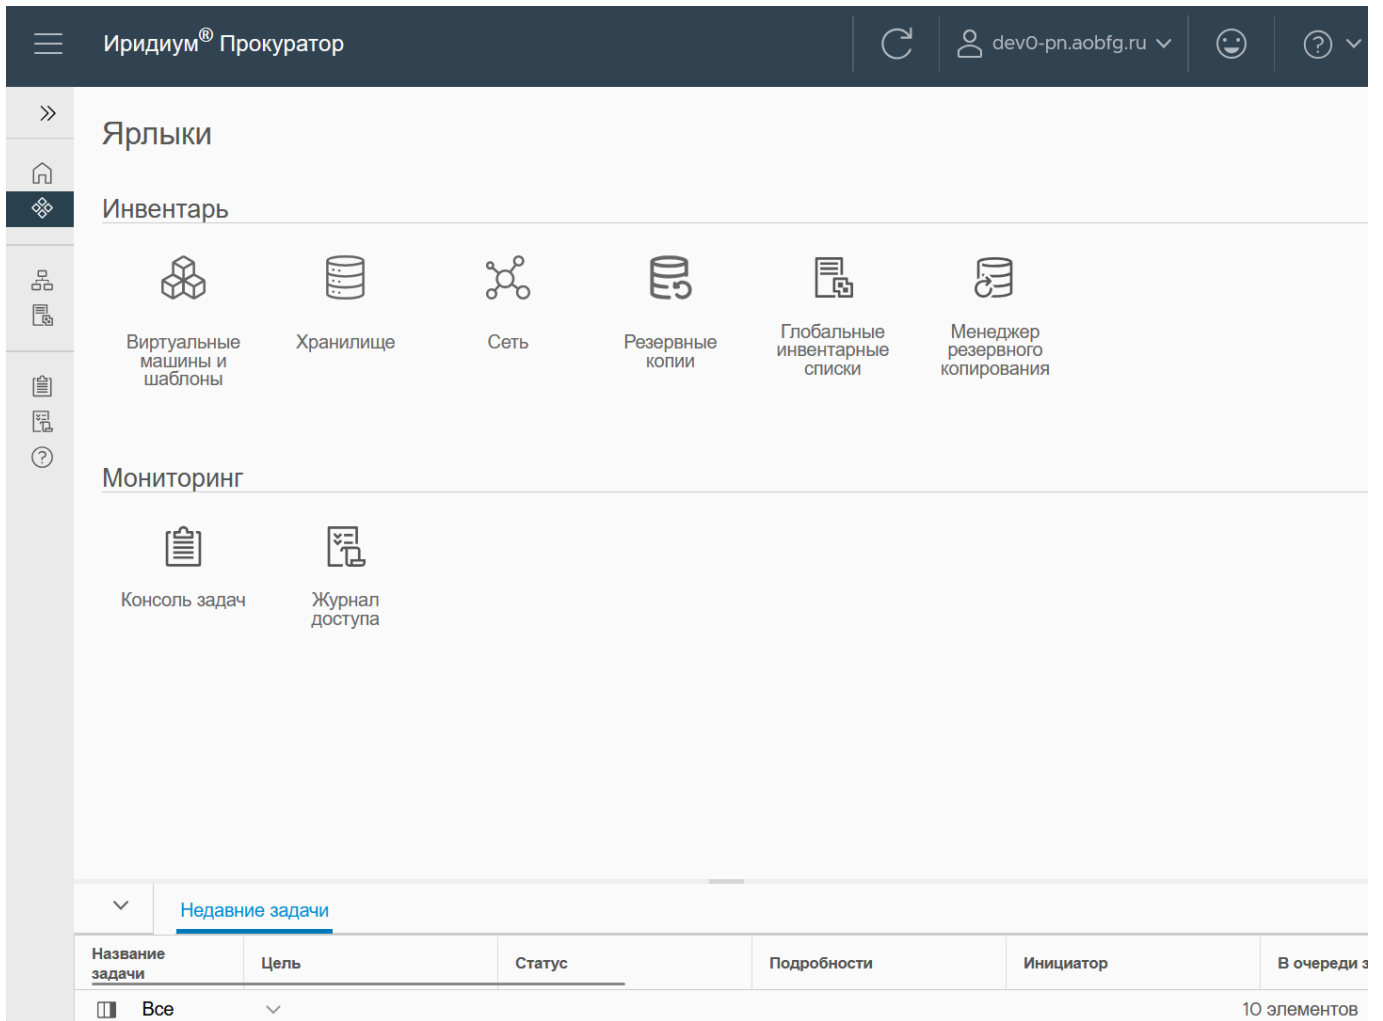 Иридиум® Прокуратор
dev0-pn.aobfg.ru
Ярлыки
Инвентарь
Виртуальные
машины и
шаблоны
Хранилище
Сеть
Резервные
копии
Глобальные
инвентарные
списки
Менеджер
резервного
копирования
Мониторинг
Консоль задач
Журнал
доступа
Недавние задачи
Название
задачи
Цель
Статус
Подробности
Инициатор
В очереди з
Все
10 элементов